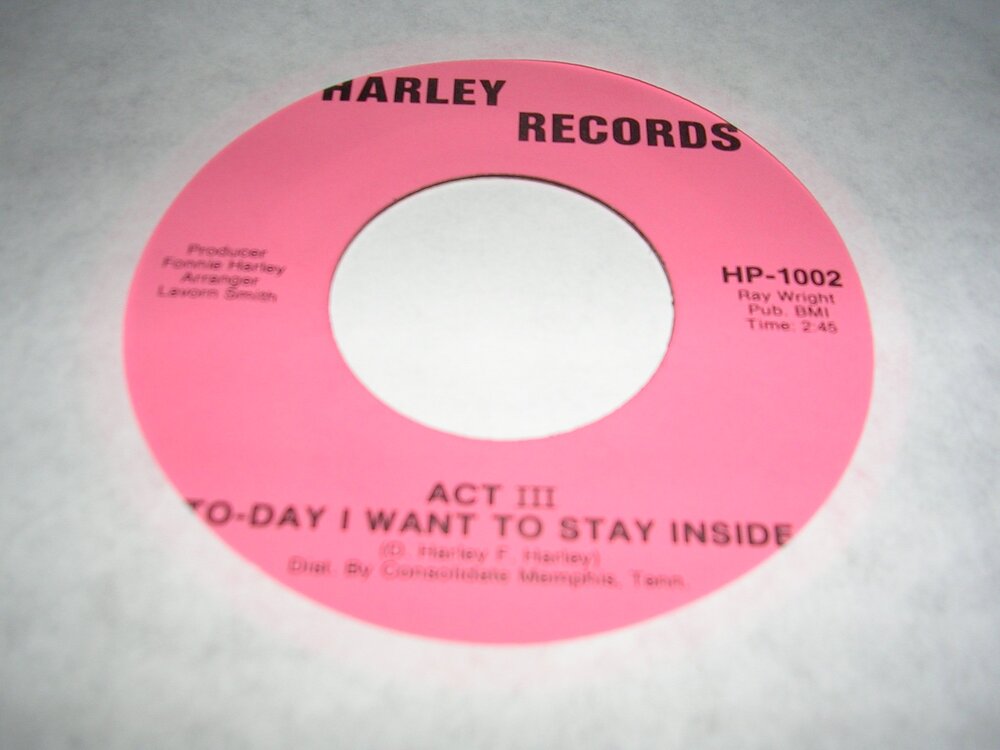 HARLEY
RECORDS
Producer
Fonnie Harley
Arranger
Lavorn Smith
HP-1002
Ray Wright
Pub. BMI
Time: 2:45
ACT III
TO-DAY I WANT TO STAY INSIDE
(D. Harley F. Harley)
Dist. By Consolidate Memphis, Tenn.